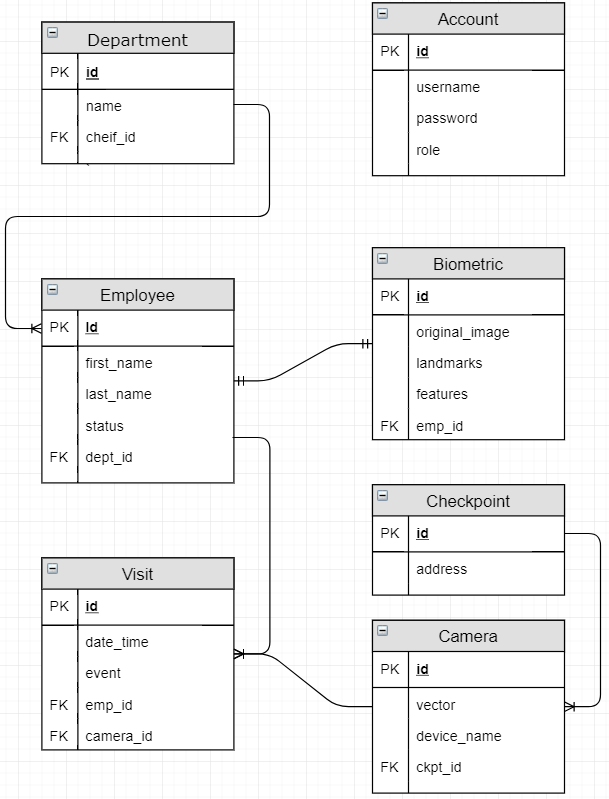 Department
PK id
name
FK cheif_id
Account
PK id
username
password
role
Employee
PK id
first_name
last_name
status
FK dept_id
Biometric
PK id
original_image
landmarks
features
FK emp_id
Checkpoint
PK id
address
Visit
PK id
date_time
event
FK emp_id
FK camera_id
Camera
PK id
vector
device_name
FK ckpt_id